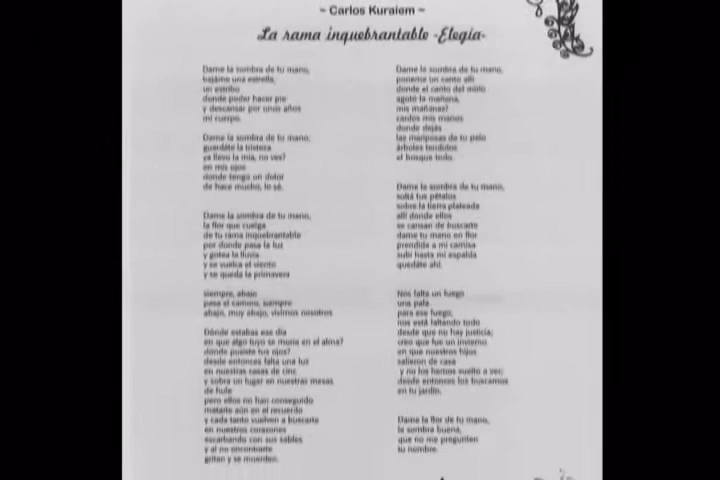 ~ Carlos Kuraiem ~
La rama inquebrantable -Elegía-
Dame la sombra de tu mano,
bajáme una estrella,
un estribo
donde poder hacer pie
y descansar por unos años
mi cuerpo.
Dame la sombra de tu mano,
guardáte la tristeza
ya llevo la mía, no ves?
en mis ojos
donde tengo un dolor
de hace mucho, lo sé.
Dame la sombra de tu mano,
la flor que cuelga
de tu rama inquebrantable
por donde pasa la luz
y gotea la lluvia
y se vuelca el viento
y se queda la primavera
siempre, abajo
pasa el camino, siempre
abajo, muy abajo, vivimos nosotros
Dónde estabas ese día
en que algo tuyo se moría en el alma?
dónde pusiste tus ojos?
desde entonces falta una luz
en nuestras casas de cinc
y sobra un lugar en nuestras mesas
de hule
pero ellos no han conseguido
matarte aún en el recuerdo
y cada tanto vuelven a buscarte
en nuestros corazones
escarbando con sus sables
y al no encontrarte
gritan y se muerden.
Dame la sombra de tu mano,
poneme un canto allí
donde el canto del mirlo
agotó la mañana,
mis mañanas?
cardos mis manos
donde dejás
las mariposas de tu pelo
árboles tendidos
el bosque todo.
Dame la sombra de tu mano,
soltá tus pétalos
sobre la tierra plateada
allí donde ellos
se cansan de buscarte
dame tu mano en flor
prendida a mi camisa
subí hasta mi espalda
quedáte ahí.
Nos falta un fuego
una pala
para ese fuego,
nos está faltando todo
desde que no hay justicia;
creo que fue un invierno
en que nuestros hijos
salieron de casa
y no los hemos vuelto a ver;
desde entonces los buscamos
en tu jardín.
Dame la flor de tu mano,
la sombra buena,
que no me pregunten
tu nombre.